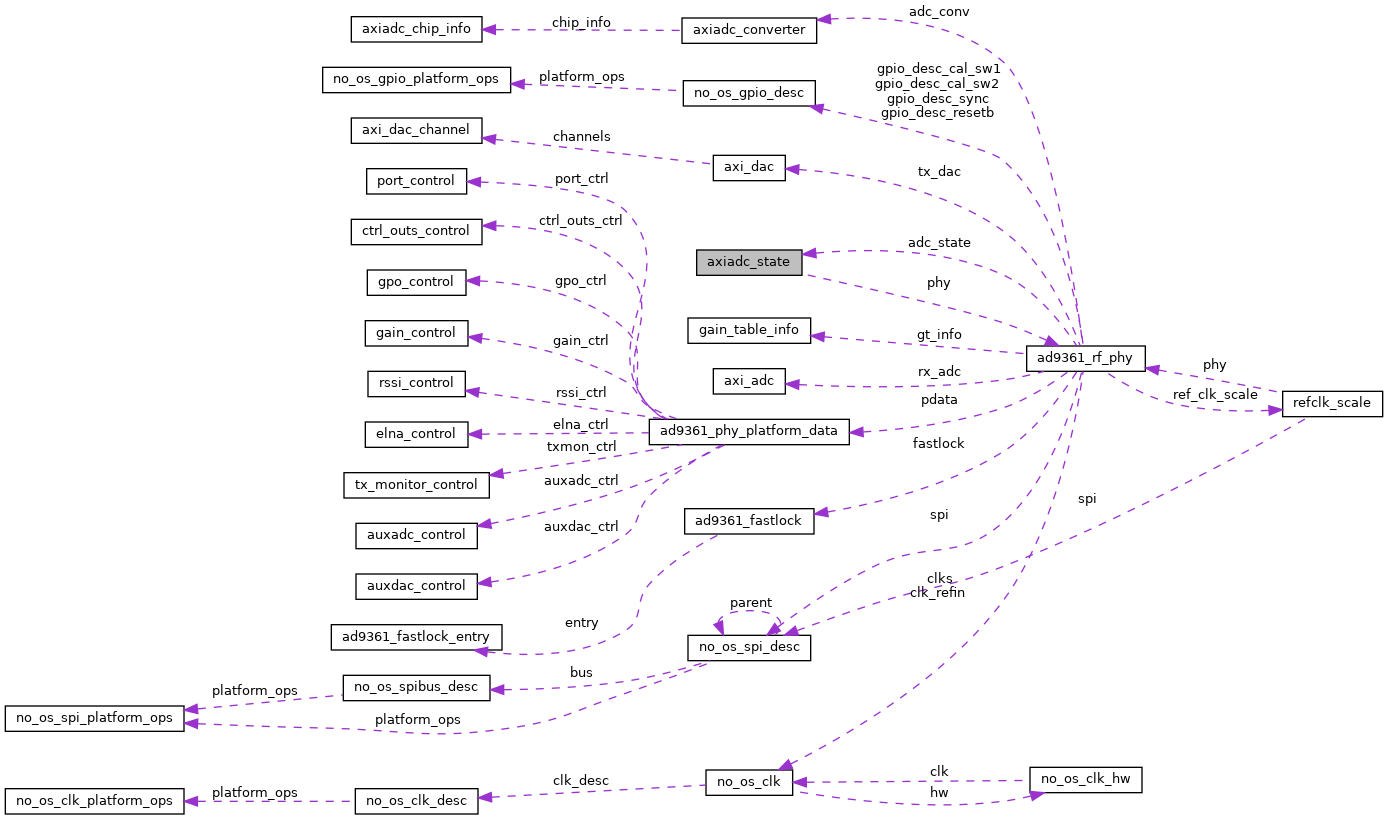 adc_conv
axiadc_chip_info
chip_info
axiadc_converter
gpio_desc_cal_sw1
gpio_desc_cal_sw2
gpio_desc_sync
gpio_desc_resetb
no_os_gpio_platform_ops
platform_ops
no_os_gpio_desc
axi_dac_channel
channels
axi_dac
tx_dac
port_control
port_ctrl
ctrl_outs_control
ctrl_outs_ctrl
adc_state
axiadc_state
phy
gpo_control
gpo_ctrl
gain_control
gain_ctrl
gain_table_info
gt_info
ad9361_rf_phy
phy
rssi_control
rssi_ctrl
axi_adc
rx_adc
ref_clk_scale
refclk_scale
pdata
elna_control
elna_ctrl
ad9361_phy_platform_data
txmon_ctrl
fastlock
tx_monitor_control
auxadc_ctrl
spi
auxadc_control
auxdac_ctrl
ad9361_fastlock
spi
auxdac_control
clks
clk_refin
parent
ad9361_fastlock_entry
entry
no_os_spi_desc
bus
no_os_spibus_desc
platform_ops
no_os_spi_platform_ops
platform_ops
no_os_clk
clk_desc
clk
no_os_clk_hw
hw
no_os_clk_platform_ops
platform_ops
no_os_clk_desc